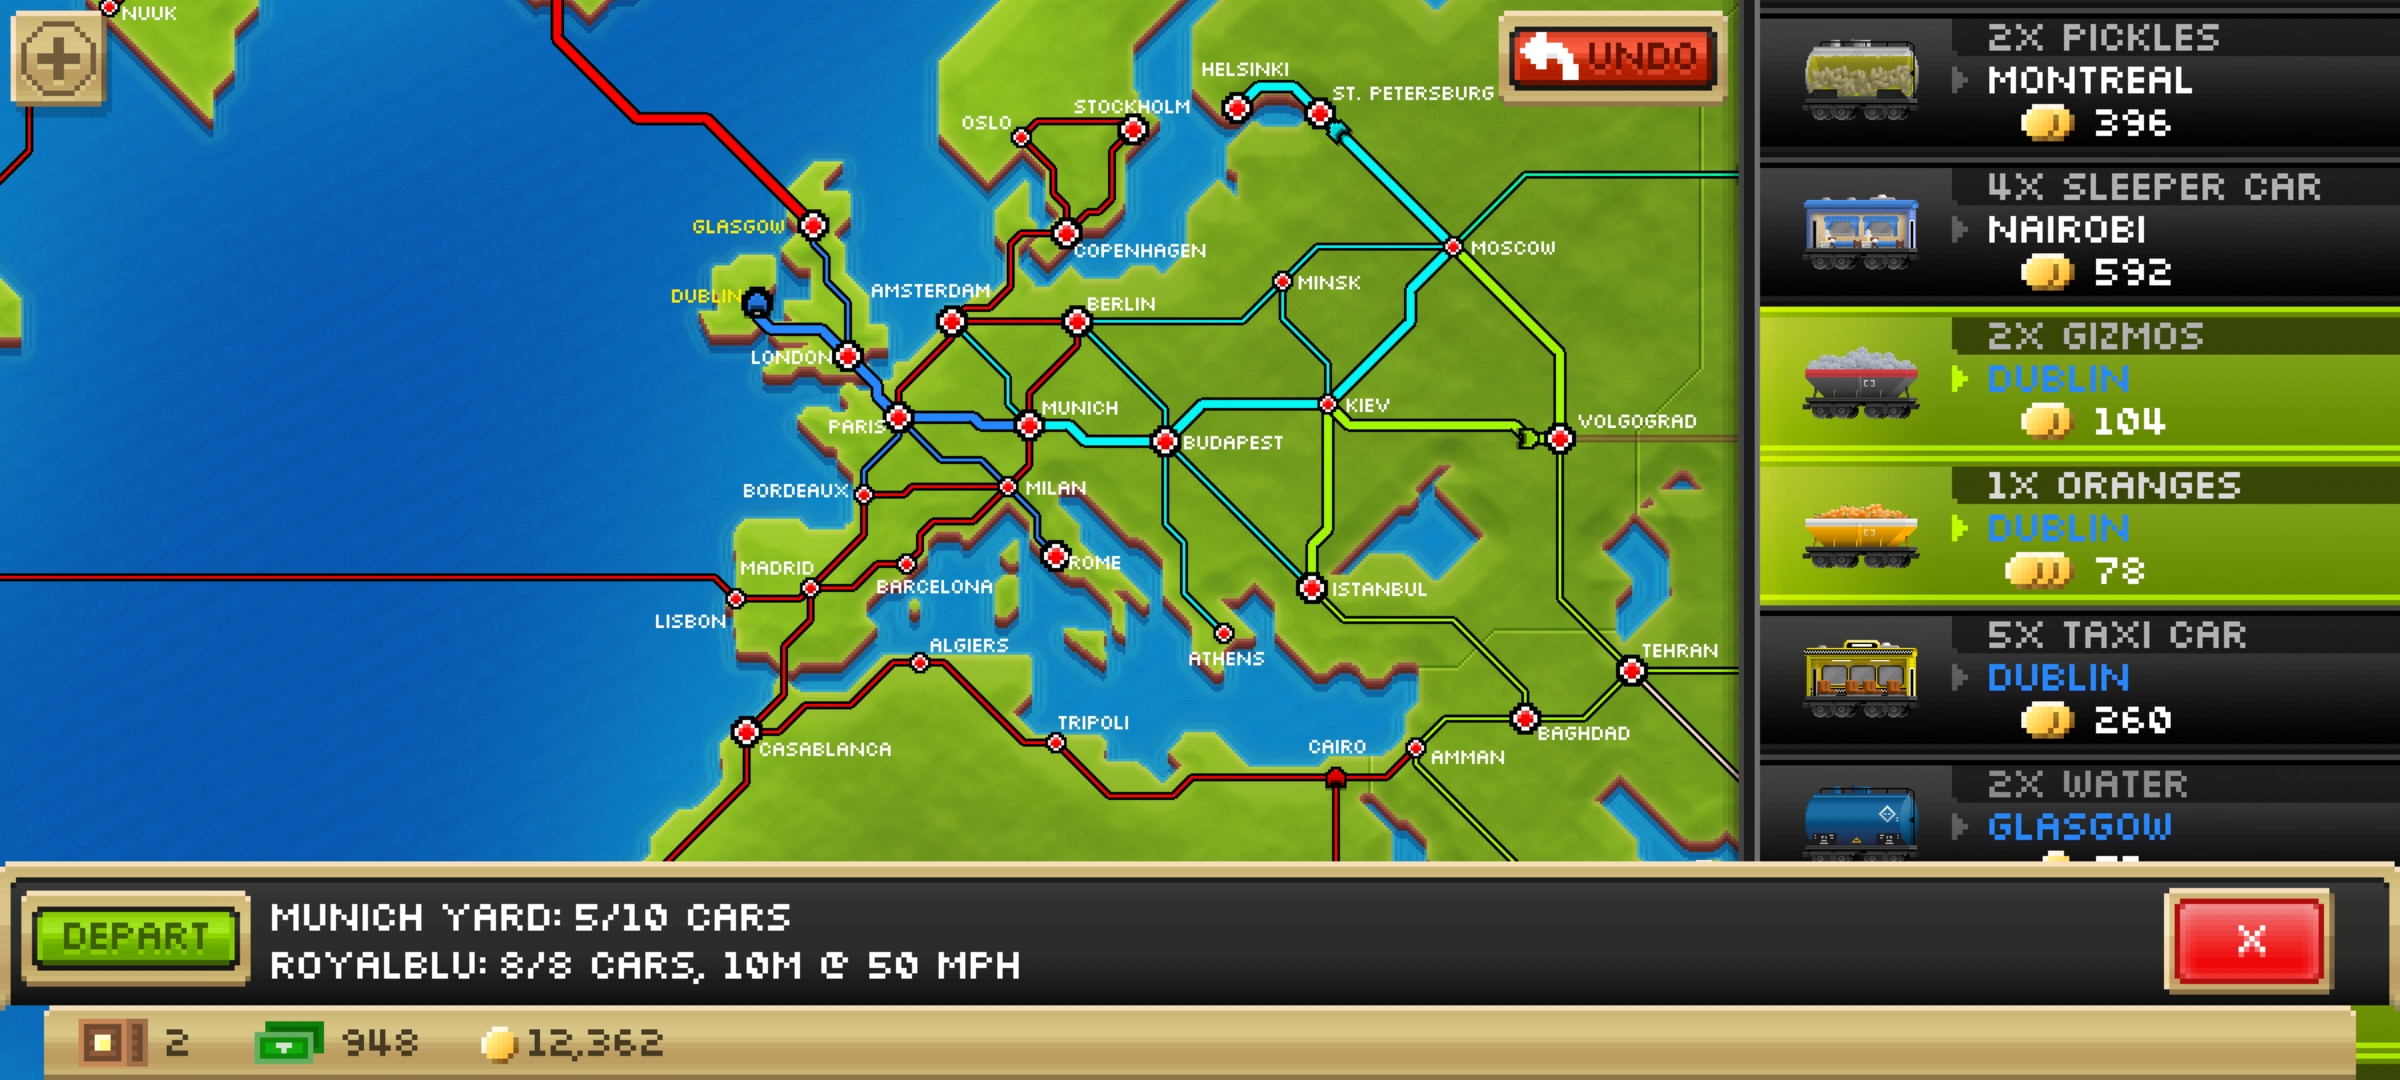 NUUK
UNDO
HELSINKI
ST. PETERSBURG
STOCKHOLM
OSLO
GLASGOW
COPENHAGEN
MOSCOW
MINSK
DUBLIN
AMSTERDAM
BERLIN
LONDON
MUNICH
KIEV
VOLGOGRAD
PARIS
BUDAPEST
BORDEAUX
MILAN
MADRID
ROME
BARCELONA
ISTANBUL
LISBON
ALGIERS
ATHENS
TEHRAN
TRIPOLI
CASABLANCA
CAIRO
BAGHDAD
AMMAN
2X PICKLES
MONTREAL
396
4X SLEEPER CAR
NAIROBI
592
2X GIZMOS
DUBLIN
104
1X ORANGES
DUBLIN
78
5X TAXI CAR
DUBLIN
260
2X WATER
GLASGOW
DEPART
MUNICH YARD: 5/10 CARS
ROYALBLU: 8/8 CARS, 10M @ 50 MPH
X
2
948
12,362